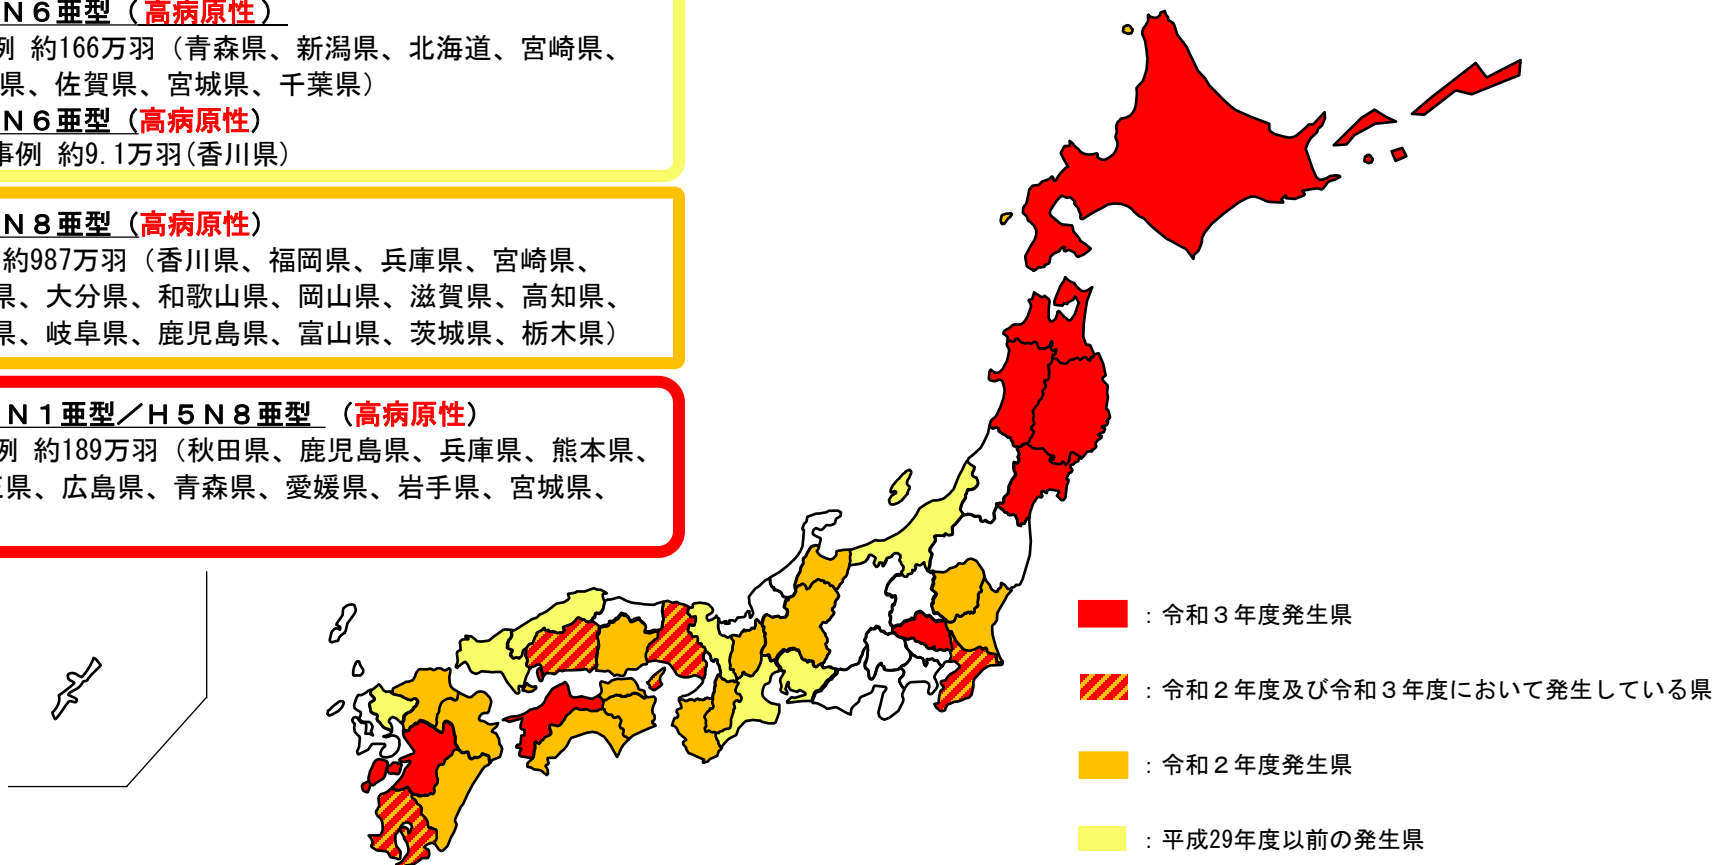 Ｎ６亜型（高病原性）
例 約166万羽（青森県、新潟県、北海道、宮崎県、
県、佐賀県、宮城県、千葉県）
Ｎ６亜型（高病原性）
事例 約9.1万羽(香川県)
Ｎ８亜型（高病原性）
約987万羽（香川県、福岡県、兵庫県、宮崎県、
県、大分県、和歌山県、岡山県、滋賀県、高知県、
県、岐阜県、鹿児島県、富山県、茨城県、栃木県）
Ｎ１亜型／Ｈ５Ｎ８亜型 （高病原性）
例 約189万羽（秋田県、鹿児島県、兵庫県、熊本県、
県、広島県、青森県、愛媛県、岩手県、宮城県、
：令和３年度発生県
：令和２年度及び令和３年度において発生している県
：令和２年度発生県
：平成29年度以前の発生県